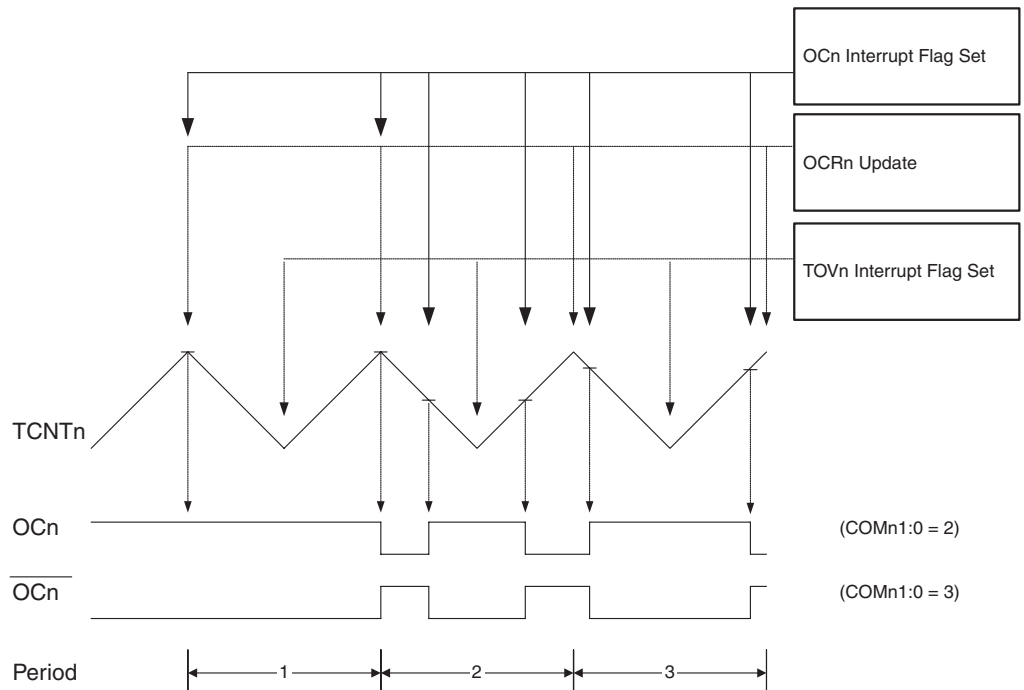 OCn Interrupt Flag Set
OCRn Update
TOVn Interrupt Flag Set
TCNTn
OCn
(COMn1:0 = 2)
OCn
(COMn1:0 = 3)
Period
1
2
3